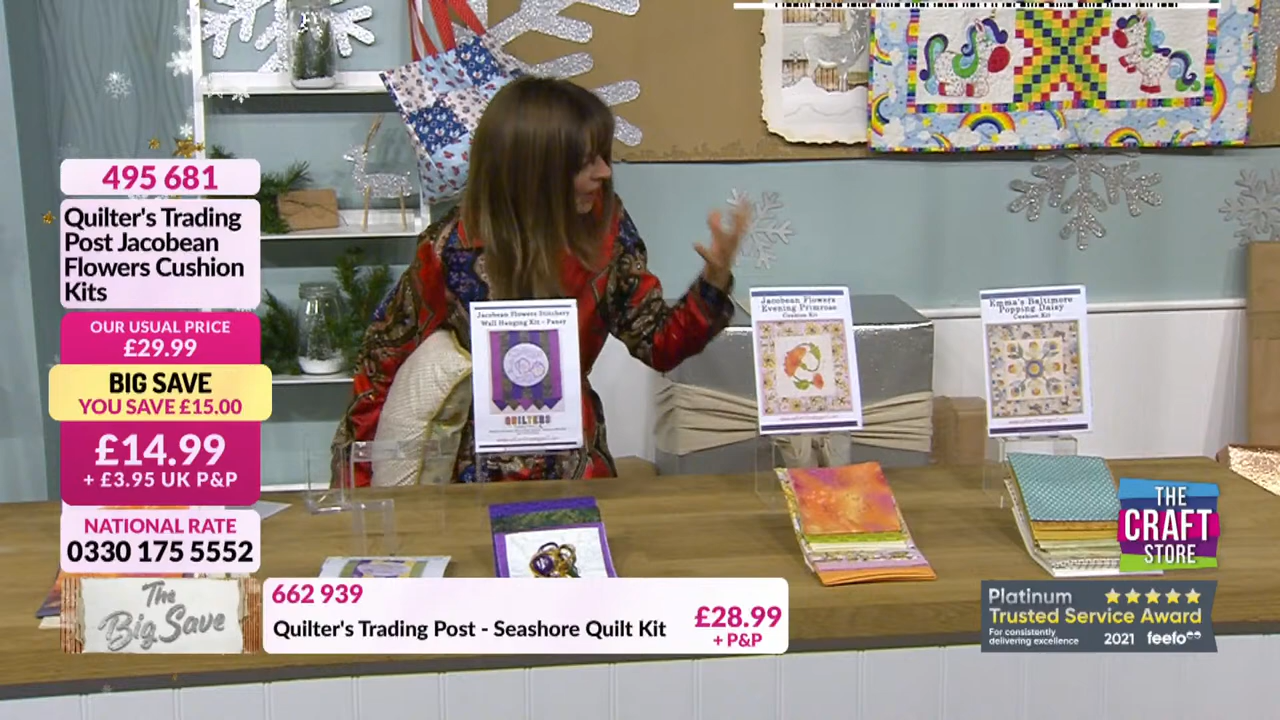 495 681
Quilter's Trading
Post Jacobean
Flowers Cushion
Kits
OUR USUAL PRICE
£29.99
BIG SAVE
YOU SAVE £15.00
£14.99
+ £3.95 UK P&P
NATIONAL RATE
0330 175 5552
The
Big Save
662 939
Quilter's Trading Post - Seashore Quilt Kit
£28.99
+ P&P
Jacobean Flowers Stitchery
Wall Hanging Kit - Pansy
QUILTERS
Jacobean Flowers
Evening Primrose
Cushion Kit
Emma's Baltimore
Popping Daisy
Cushion Kit
THE
CRAFT
STORE
Platinum
Trusted Service Award
For consistently
delivering excellence
2021 feefo